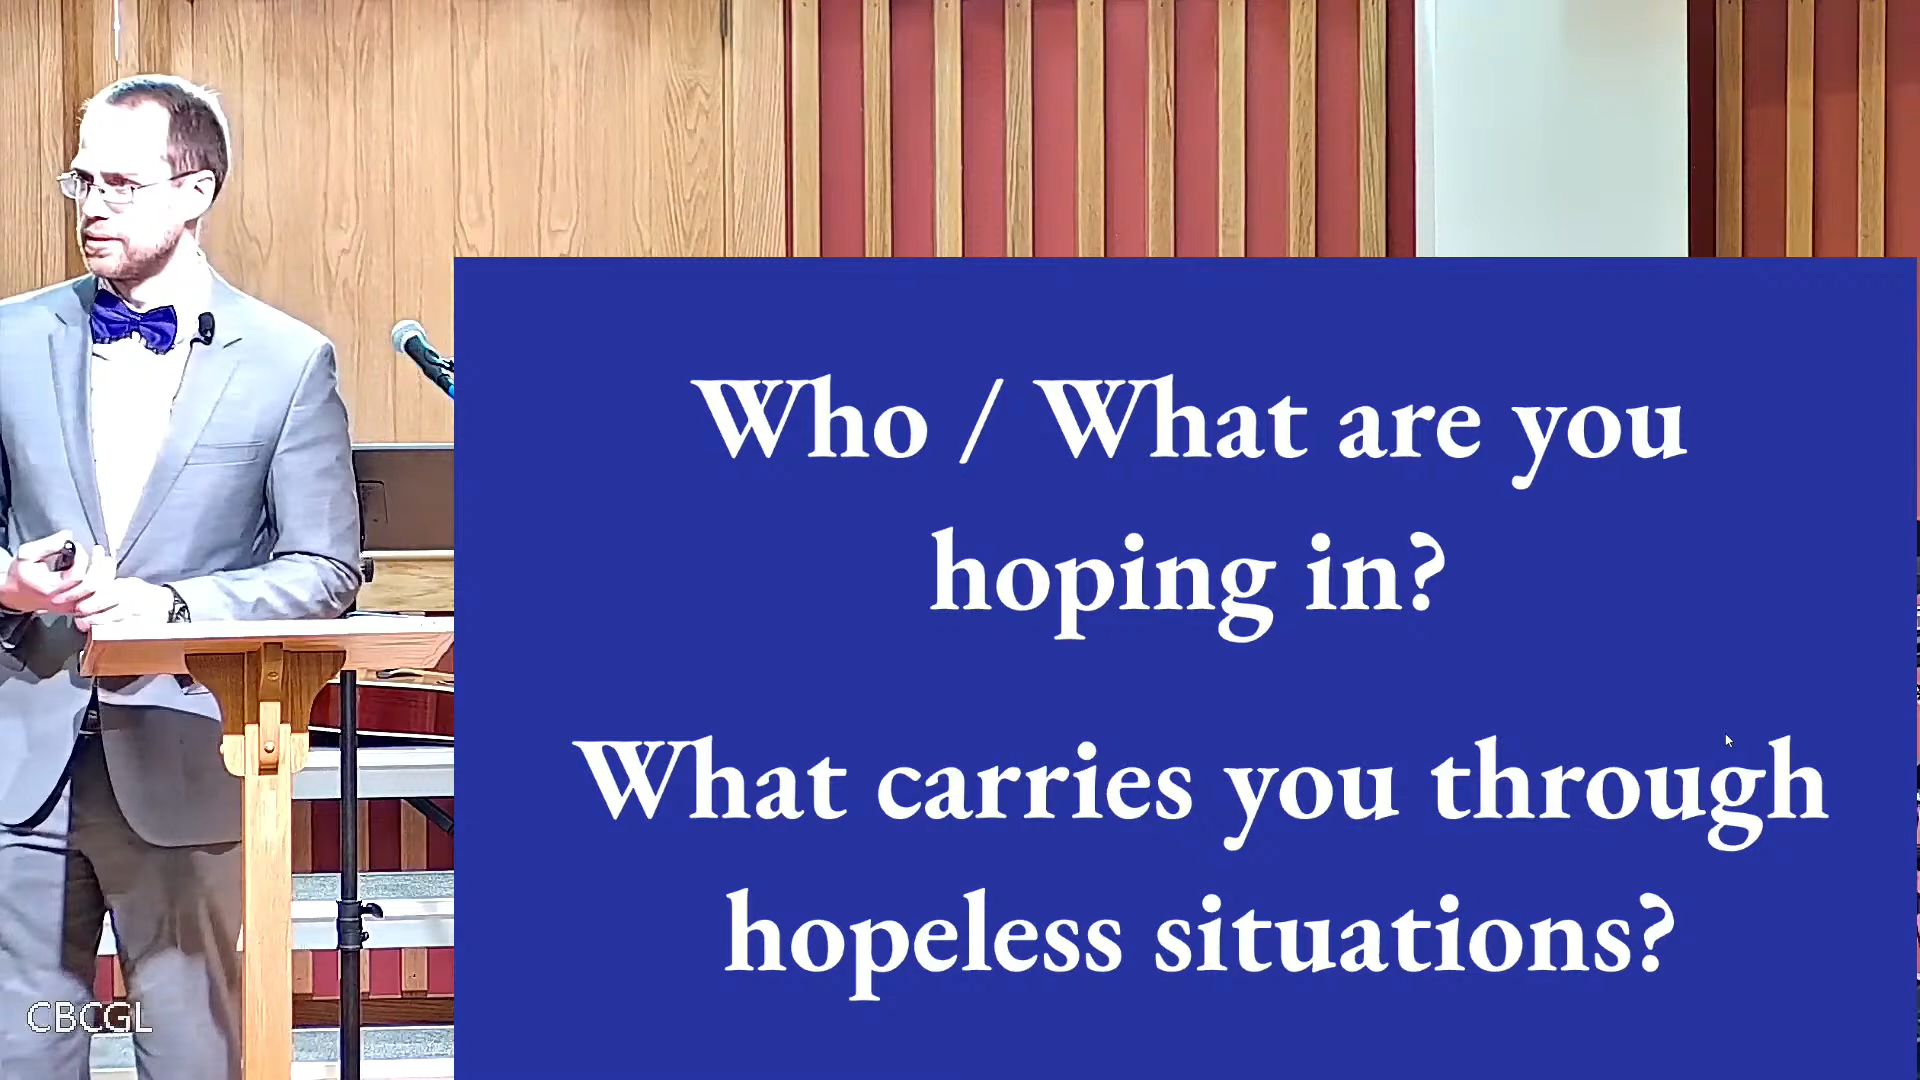 Who / What are you
hoping in?
What carries you through
hopeless situations?
CBCGL